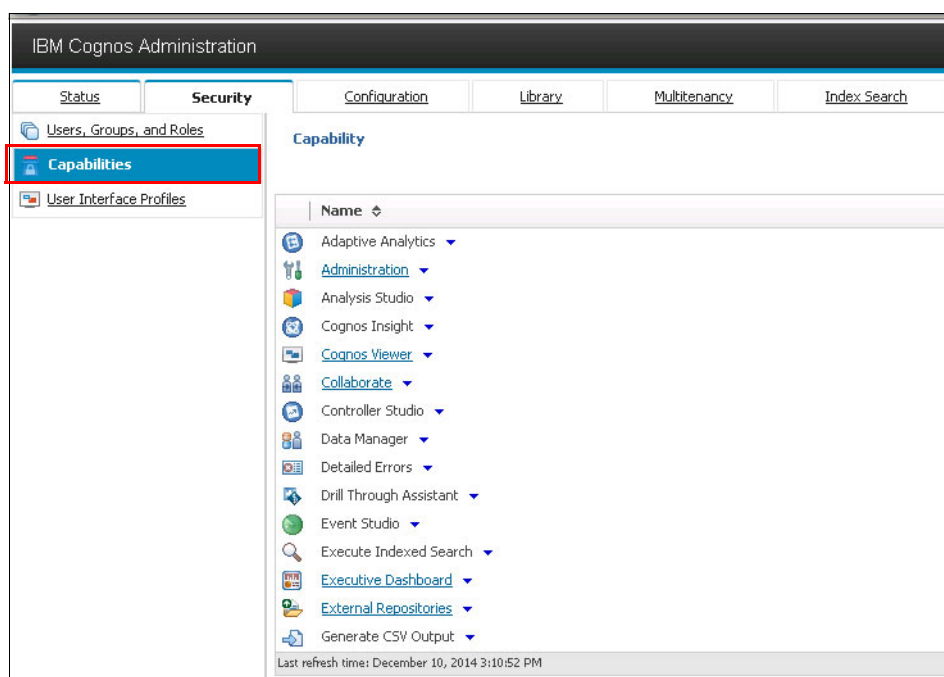 IBM Cognos Administration
Status Security Configuration Library Multitenancy Index Search
Users, Groups, and Roles
Capabilities
User Interface Profiles
Capability
Name
Adaptive Analytics
Administration
Analysis Studio
Cognos Insight
Cognos Viewer
Collaborate
Controller Studio
Data Manager
Detailed Errors
Drill Through Assistant
Event Studio
Execute Indexed Search
Executive Dashboard
External Repositories
Generate CSV Output
Last refresh time: December 10, 2014 3:10:52 PM